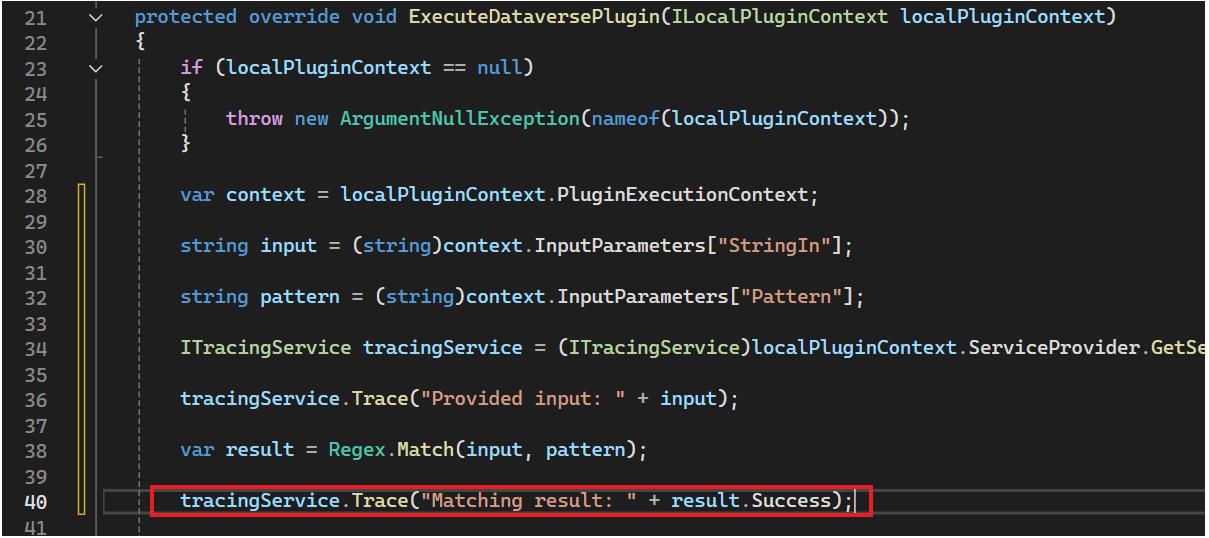 21 protected override void ExecuteDataversePlugin(ILocalPluginContext localPluginContext)
22 {
23 if (localPluginContext == null)
24 {
25 throw new ArgumentNullException(nameof(localPluginContext));
26 }
27
28 var context = localPluginContext.PluginExecutionContext;
29
30 string input = (string)context.InputParameters["StringIn"];
31
32 string pattern = (string)context.InputParameters["Pattern"];
33
34 ITracingService tracingService = (ITracingService)localPluginContext.ServiceProvider.GetSe
35
36 tracingService.Trace("Provided input: " + input);
37
38 var result = Regex.Match(input, pattern);
39
40 tracingService.Trace("Matching result: " + result.Success);
41